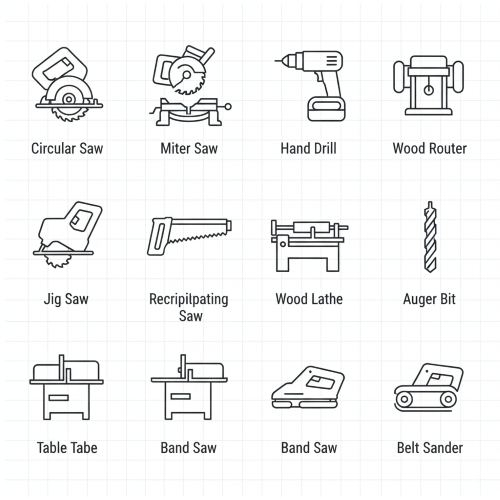 Circular Saw
Miter Saw
Hand Drill
Wood Router
Jig Saw
Recripilpating
Saw
Wood Lathe
Auger Bit
Table Tabe
Band Saw
Band Saw
Belt Sander